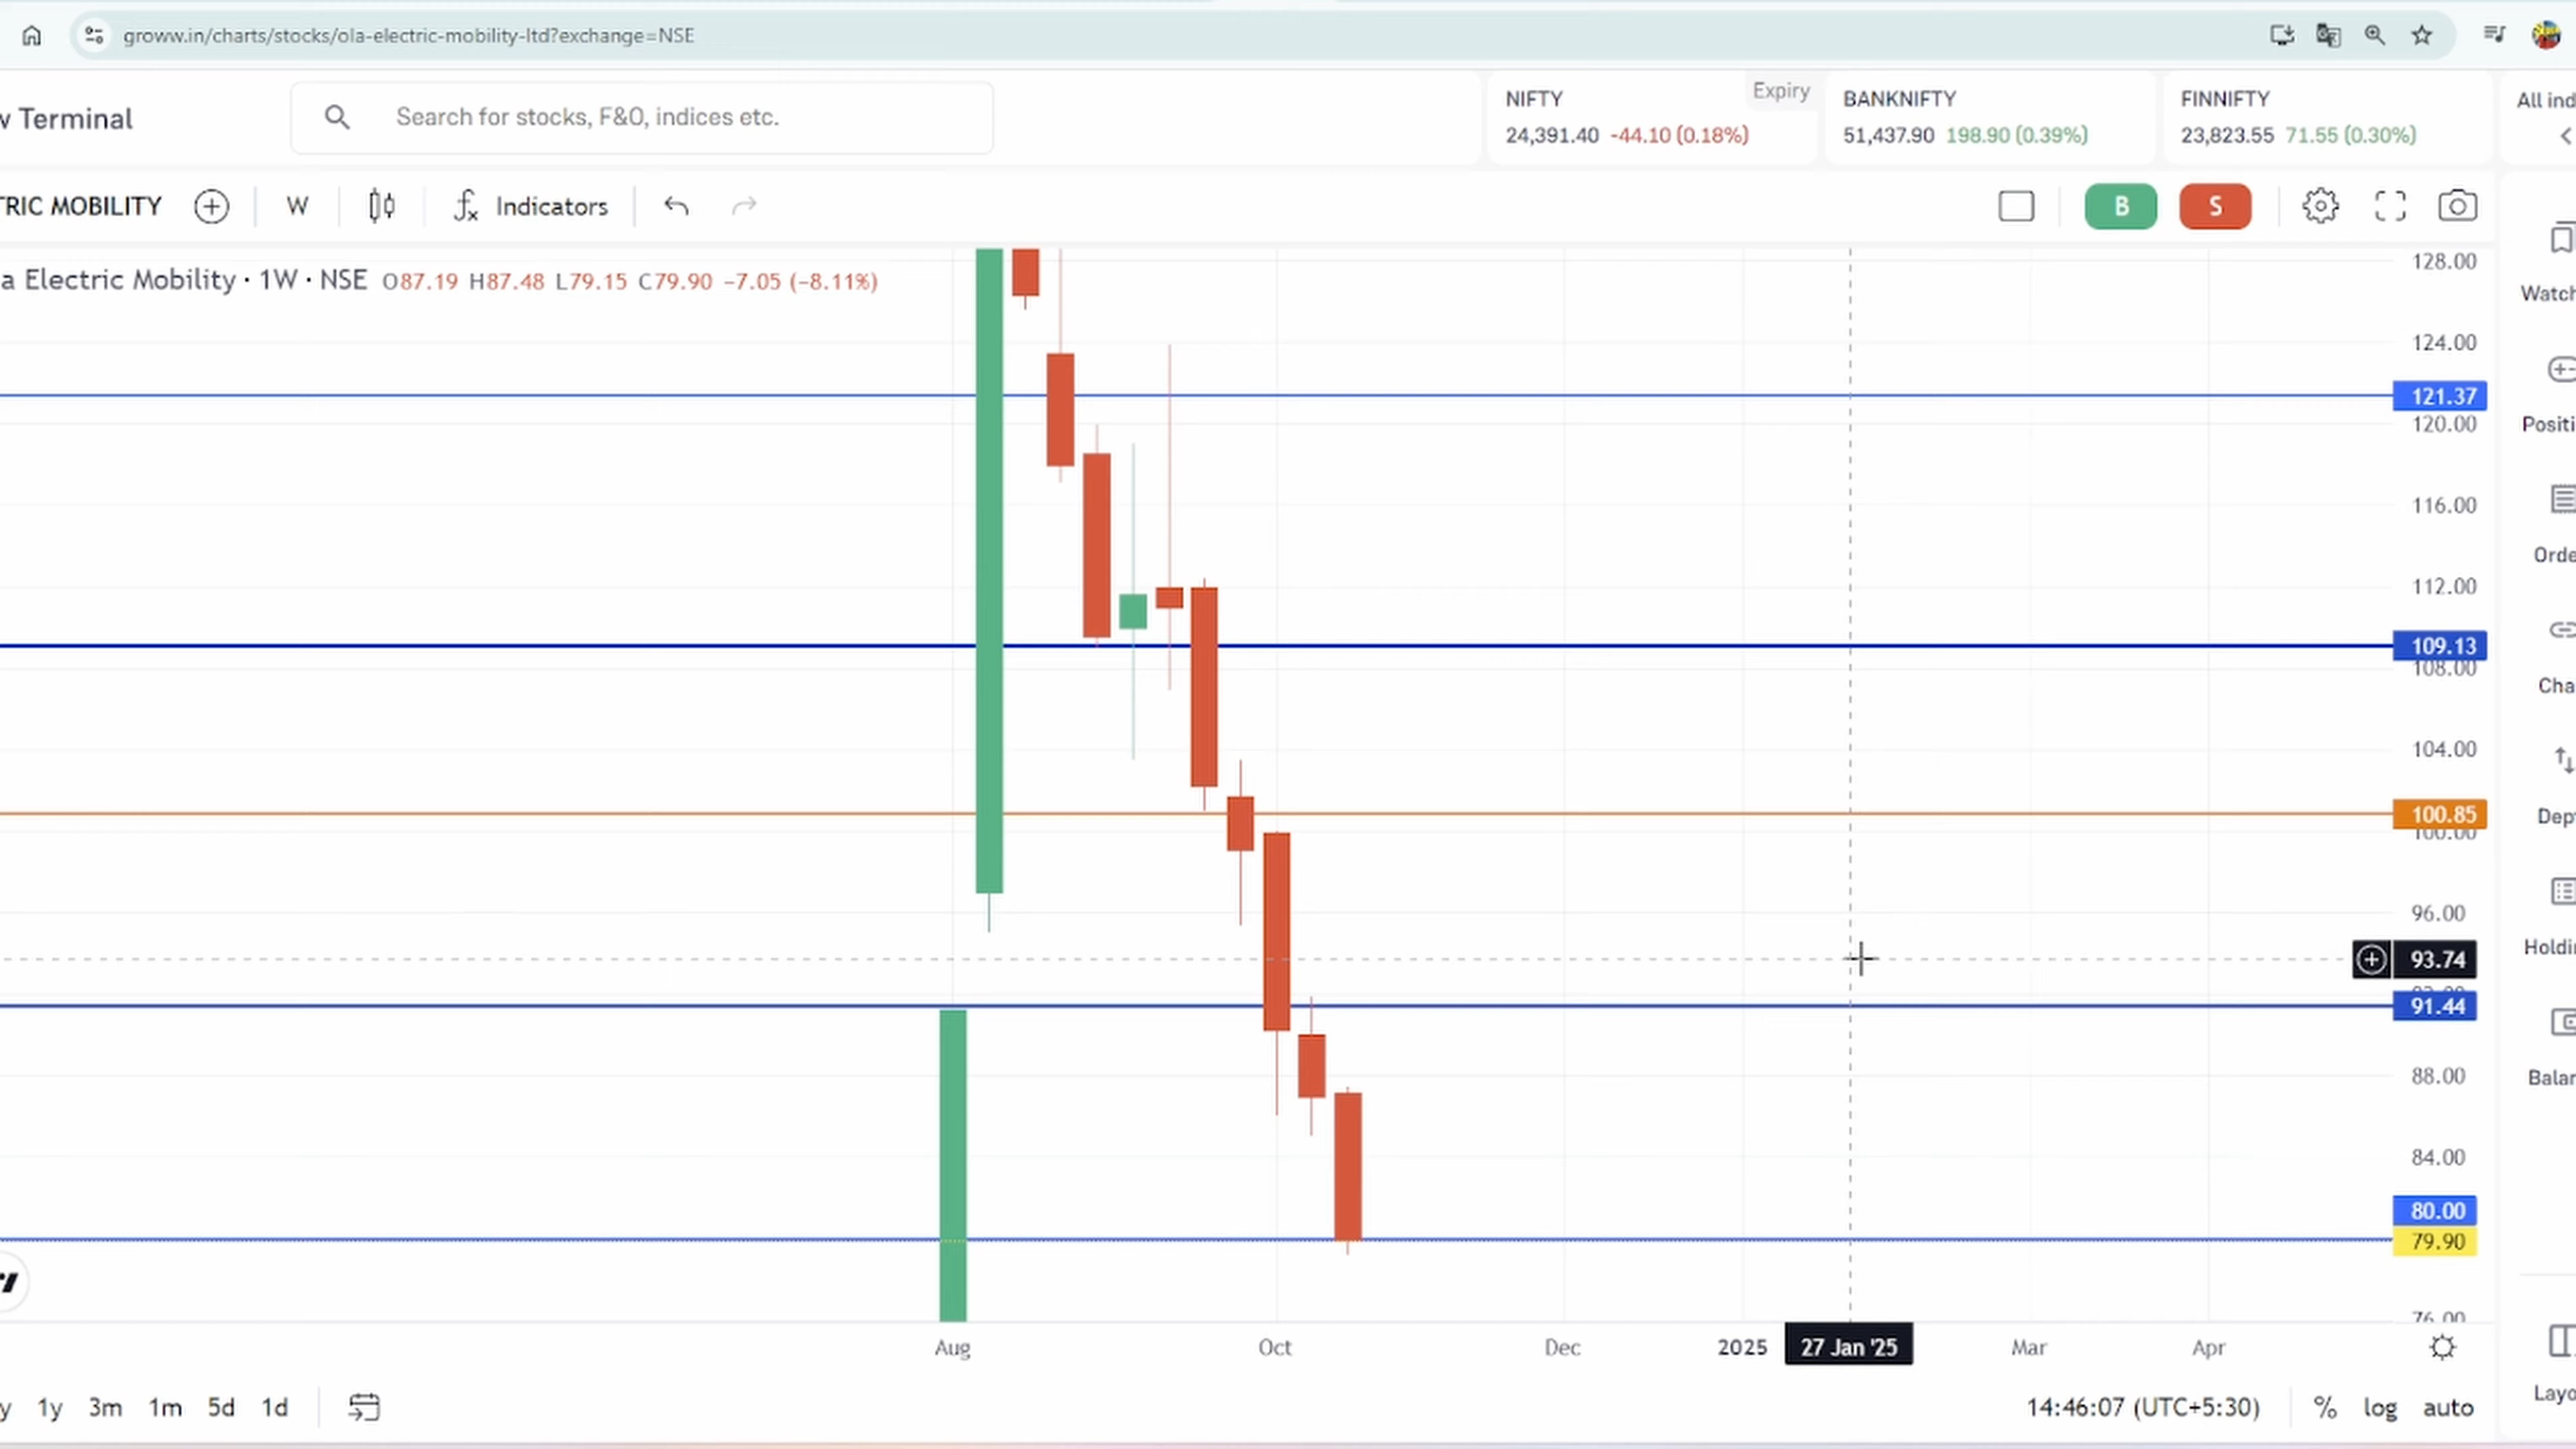 groww.in/charts/stocks/ola-electric-mobility-ltd?exchange=NSE
w Terminal
Search for stocks, F&O, indices etc.
NIFTY
Expiry
24,391.40 -44.10 (0.18%)
BANKNIFTY
51,437.90 198.90 (0.39%)
FINNIFTY
23,823.55 71.55 (0.30%)
All ind
TRIC MOBILITY
W
Indicators
B
S
a Electric Mobility · 1W · NSE O87.19 H87.48 L79.15 C79.90 −7.05 (−8.11%)
128.00
124.00
121.37
120.00
116.00
112.00
109.13
108.00
104.00
100.85
100.00
96.00
93.74
91.44
88.00
84.00
80.00
79.90
76.00
Watch
Positi
Orde
Cha
Dep
Holdi
Balar
Layo
Aug
Oct
Dec
2025
27 Jan '25
Mar
Apr
y 1y 3m 1m 5d 1d
14:46:07 (UTC+5:30)
% log auto